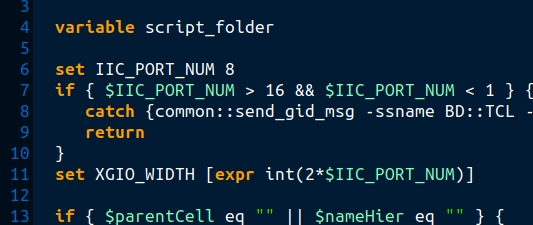 3
4 variable script_folder
5
6 set IIC_PORT_NUM 8
7 if { $IIC_PORT_NUM > 16 && $IIC_PORT_NUM < 1 } {
8 catch {common::send_gid_msg -ssname BD::TCL -
9 return
10 }
11 set XGIO_WIDTH [expr int(2*$IIC_PORT_NUM)]
12
13 if { $parentCell eq "" || $nameHier eq "" } {